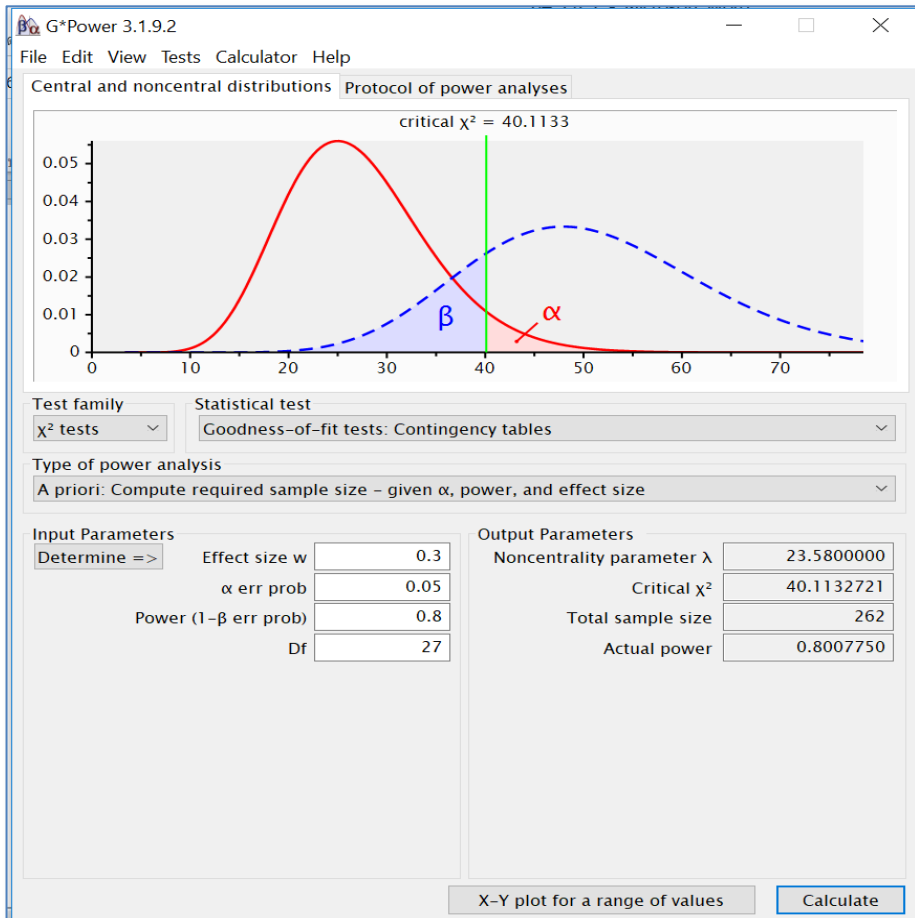 G*Power 3.1.9.2
File Edit View Tests Calculator Help
Central and noncentral distributions Protocol of power analyses
critical χ² = 40.1133
0.05
0.04
0.03
0.02
0.01
0
β
α
0 10 20 30 40 50 60 70
Test family
Statistical test
χ² tests
Goodness-of-fit tests: Contingency tables
Type of power analysis
A priori: Compute required sample size – given α, power, and effect size
Input Parameters
Output Parameters
Determine => Effect size w 0.3 Noncentrality parameter λ 23.5800000
α err prob 0.05 Critical χ² 40.1132721
Power (1-β err prob) 0.8 Total sample size 262
Df 27 Actual power 0.8007750
X-Y plot for a range of values Calculate